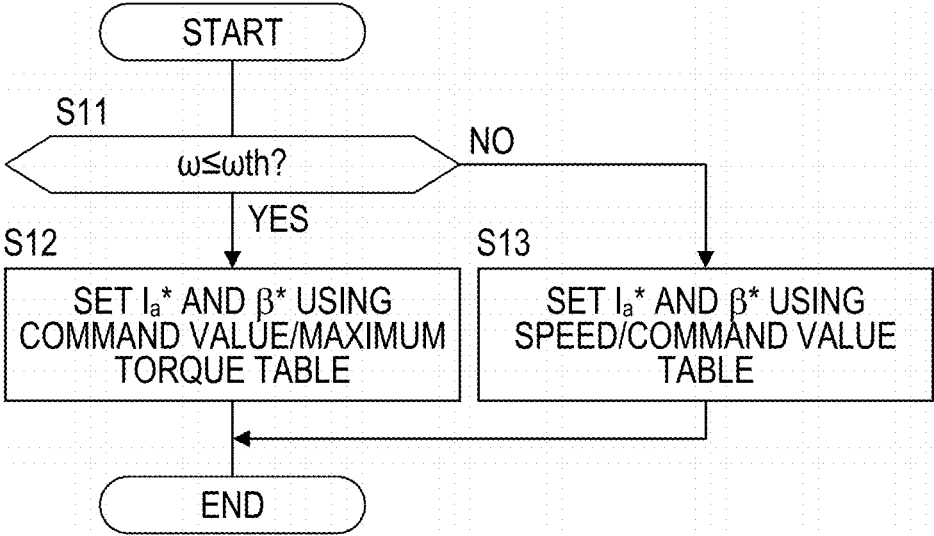 START
S11
ω≤ωth?
NO
YES
S12
SET Iₐ* AND β* USING
COMMAND VALUE/MAXIMUM
TORQUE TABLE
S13
SET Iₐ* AND β* USING
SPEED/COMMAND VALUE
TABLE
END